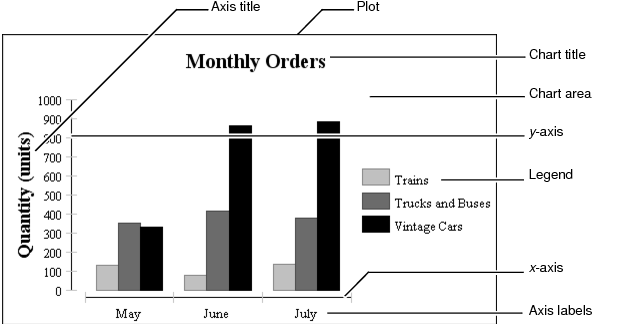 Axis title
Plot
Monthly Orders
Chart title
Chart area
y-axis
Legend
x-axis
Axis labels
Quantity (units)
1000
900
800
700
600
500
400
300
200
100
0
Trains
Trucks and Buses
Vintage Cars
May
June
July